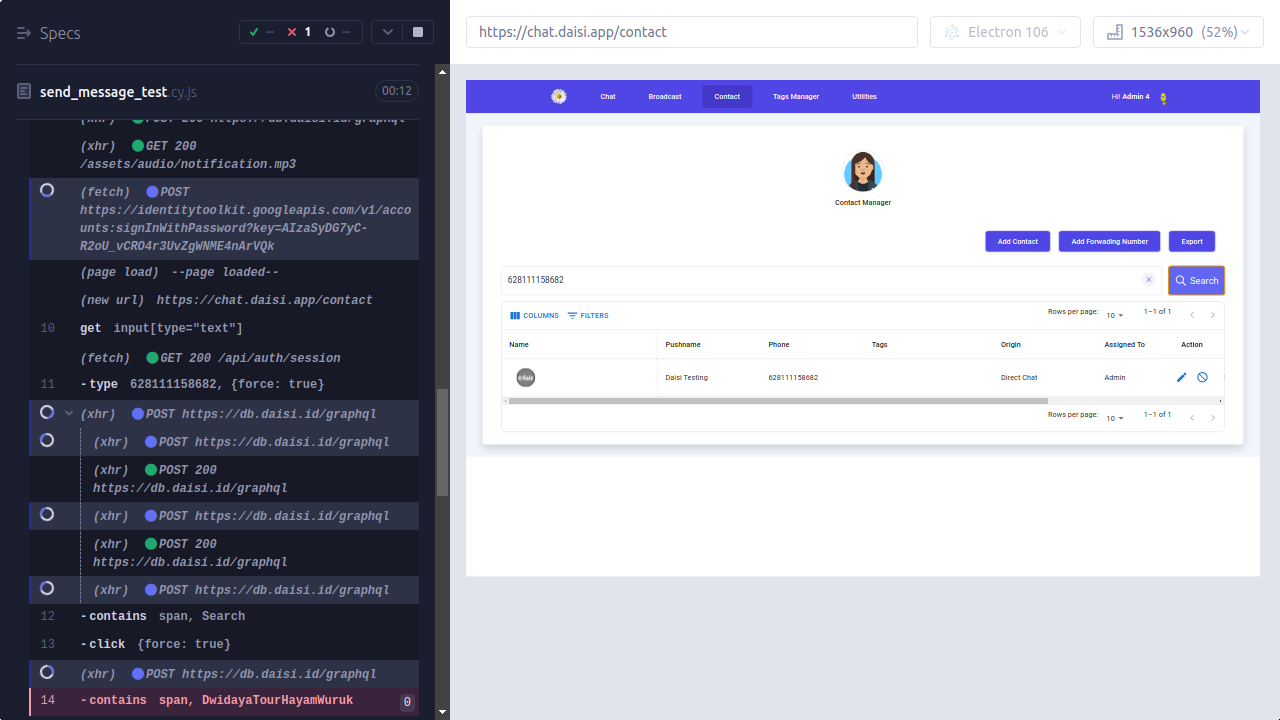 Specs
-- 1 --
send_message_test.cy.js 00:12
(xhr) POST 200 https://db.daisi.id/graphql
(xhr) GET 200
/assets/audio/notification.mp3
(fetch) POST
https://identitytoolkit.googleapis.com/v1/acco
unts:signInWithPassword?key=AIzaSyDG7yC-
R2oU_vCRO4r3UvZgWNME4nArVQk
(page load) --page loaded--
(new url) https://chat.daisi.app/contact
10 get input[type="text"]
(fetch) GET 200 /api/auth/session
11 -type 628111158682, {force: true}
(xhr) POST https://db.daisi.id/graphql
(xhr) POST https://db.daisi.id/graphql
(xhr) POST 200
https://db.daisi.id/graphql
(xhr) POST https://db.daisi.id/graphql
(xhr) POST 200
https://db.daisi.id/graphql
(xhr) POST https://db.daisi.id/graphql
12 -contains span, Search
13 -click {force: true}
(xhr) POST https://db.daisi.id/graphql
14 -contains span, DwidayaTourHayamWuruk 0
https://chat.daisi.app/contact Electron 106 1536x960 (52%)
Chat Broadcast Contact Tags Manager Utilities Hi! Admin 4
Contact Manager
Add Contact Add Forwading Number Export
628111158682 Search
COLUMNS FILTERS Rows per page: 10 1–1 of 1
Name Pushname Phone Tags Origin Assigned To Action
Daisi Testing 628111158682 Direct Chat Admin
Rows per page: 10 1–1 of 1